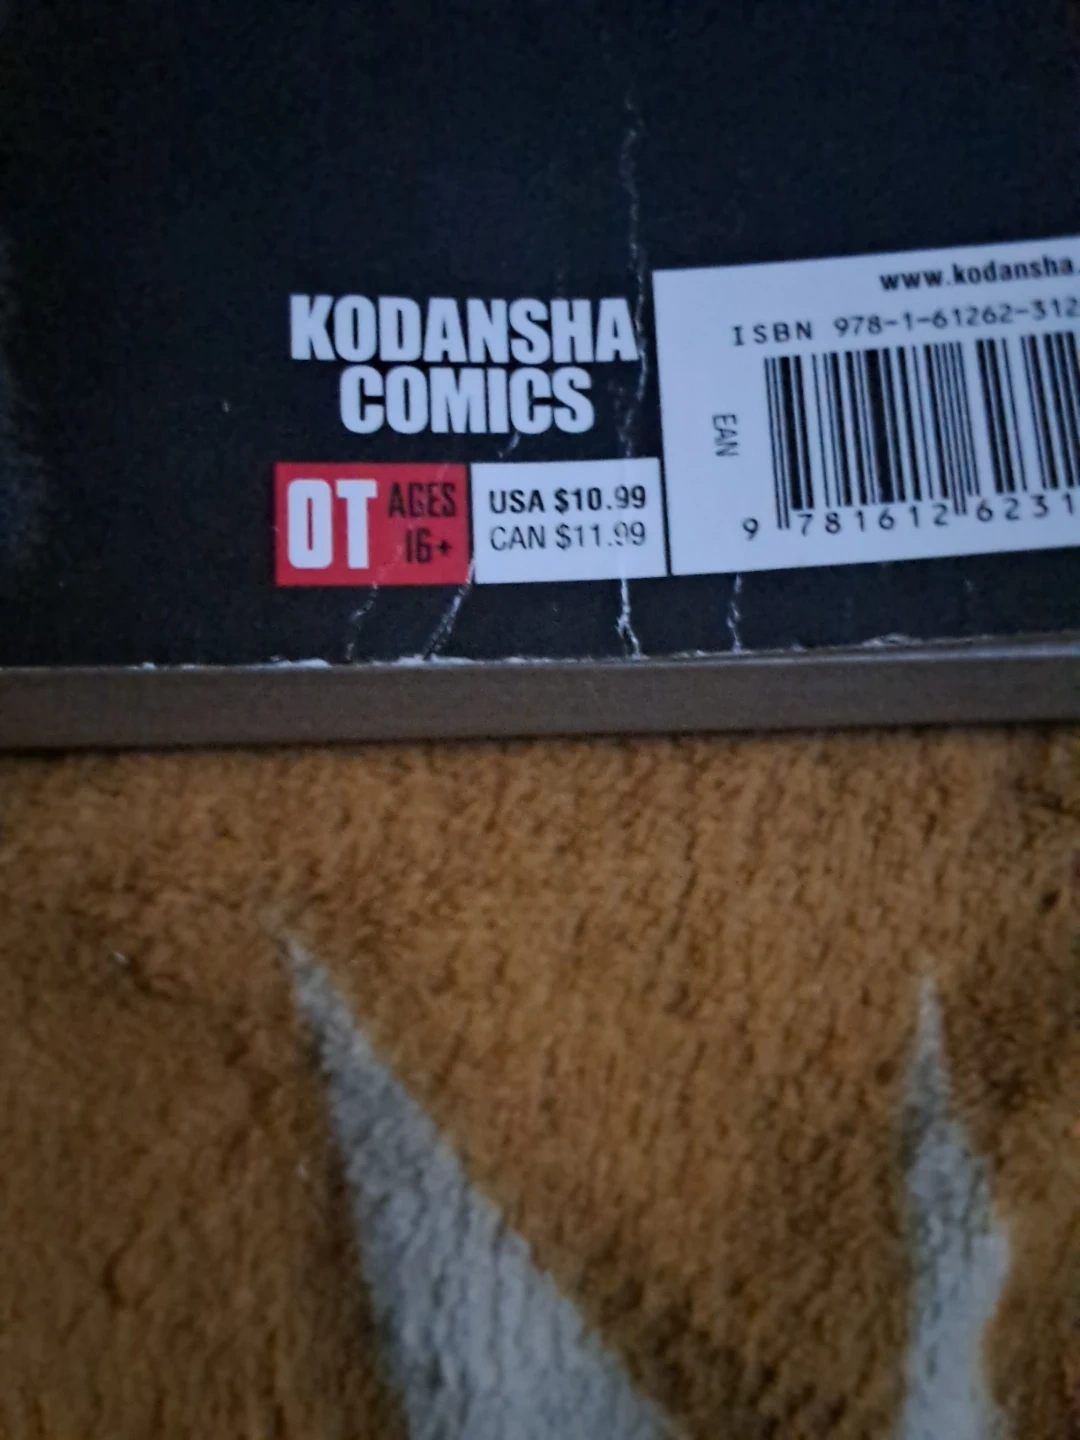 KODANSHA
COMICS
OT AGES
16+
USA $10.99
CAN $11.99
www.kodansha.
ISBN 978-1-61262-312
EAN
9 781612 6231